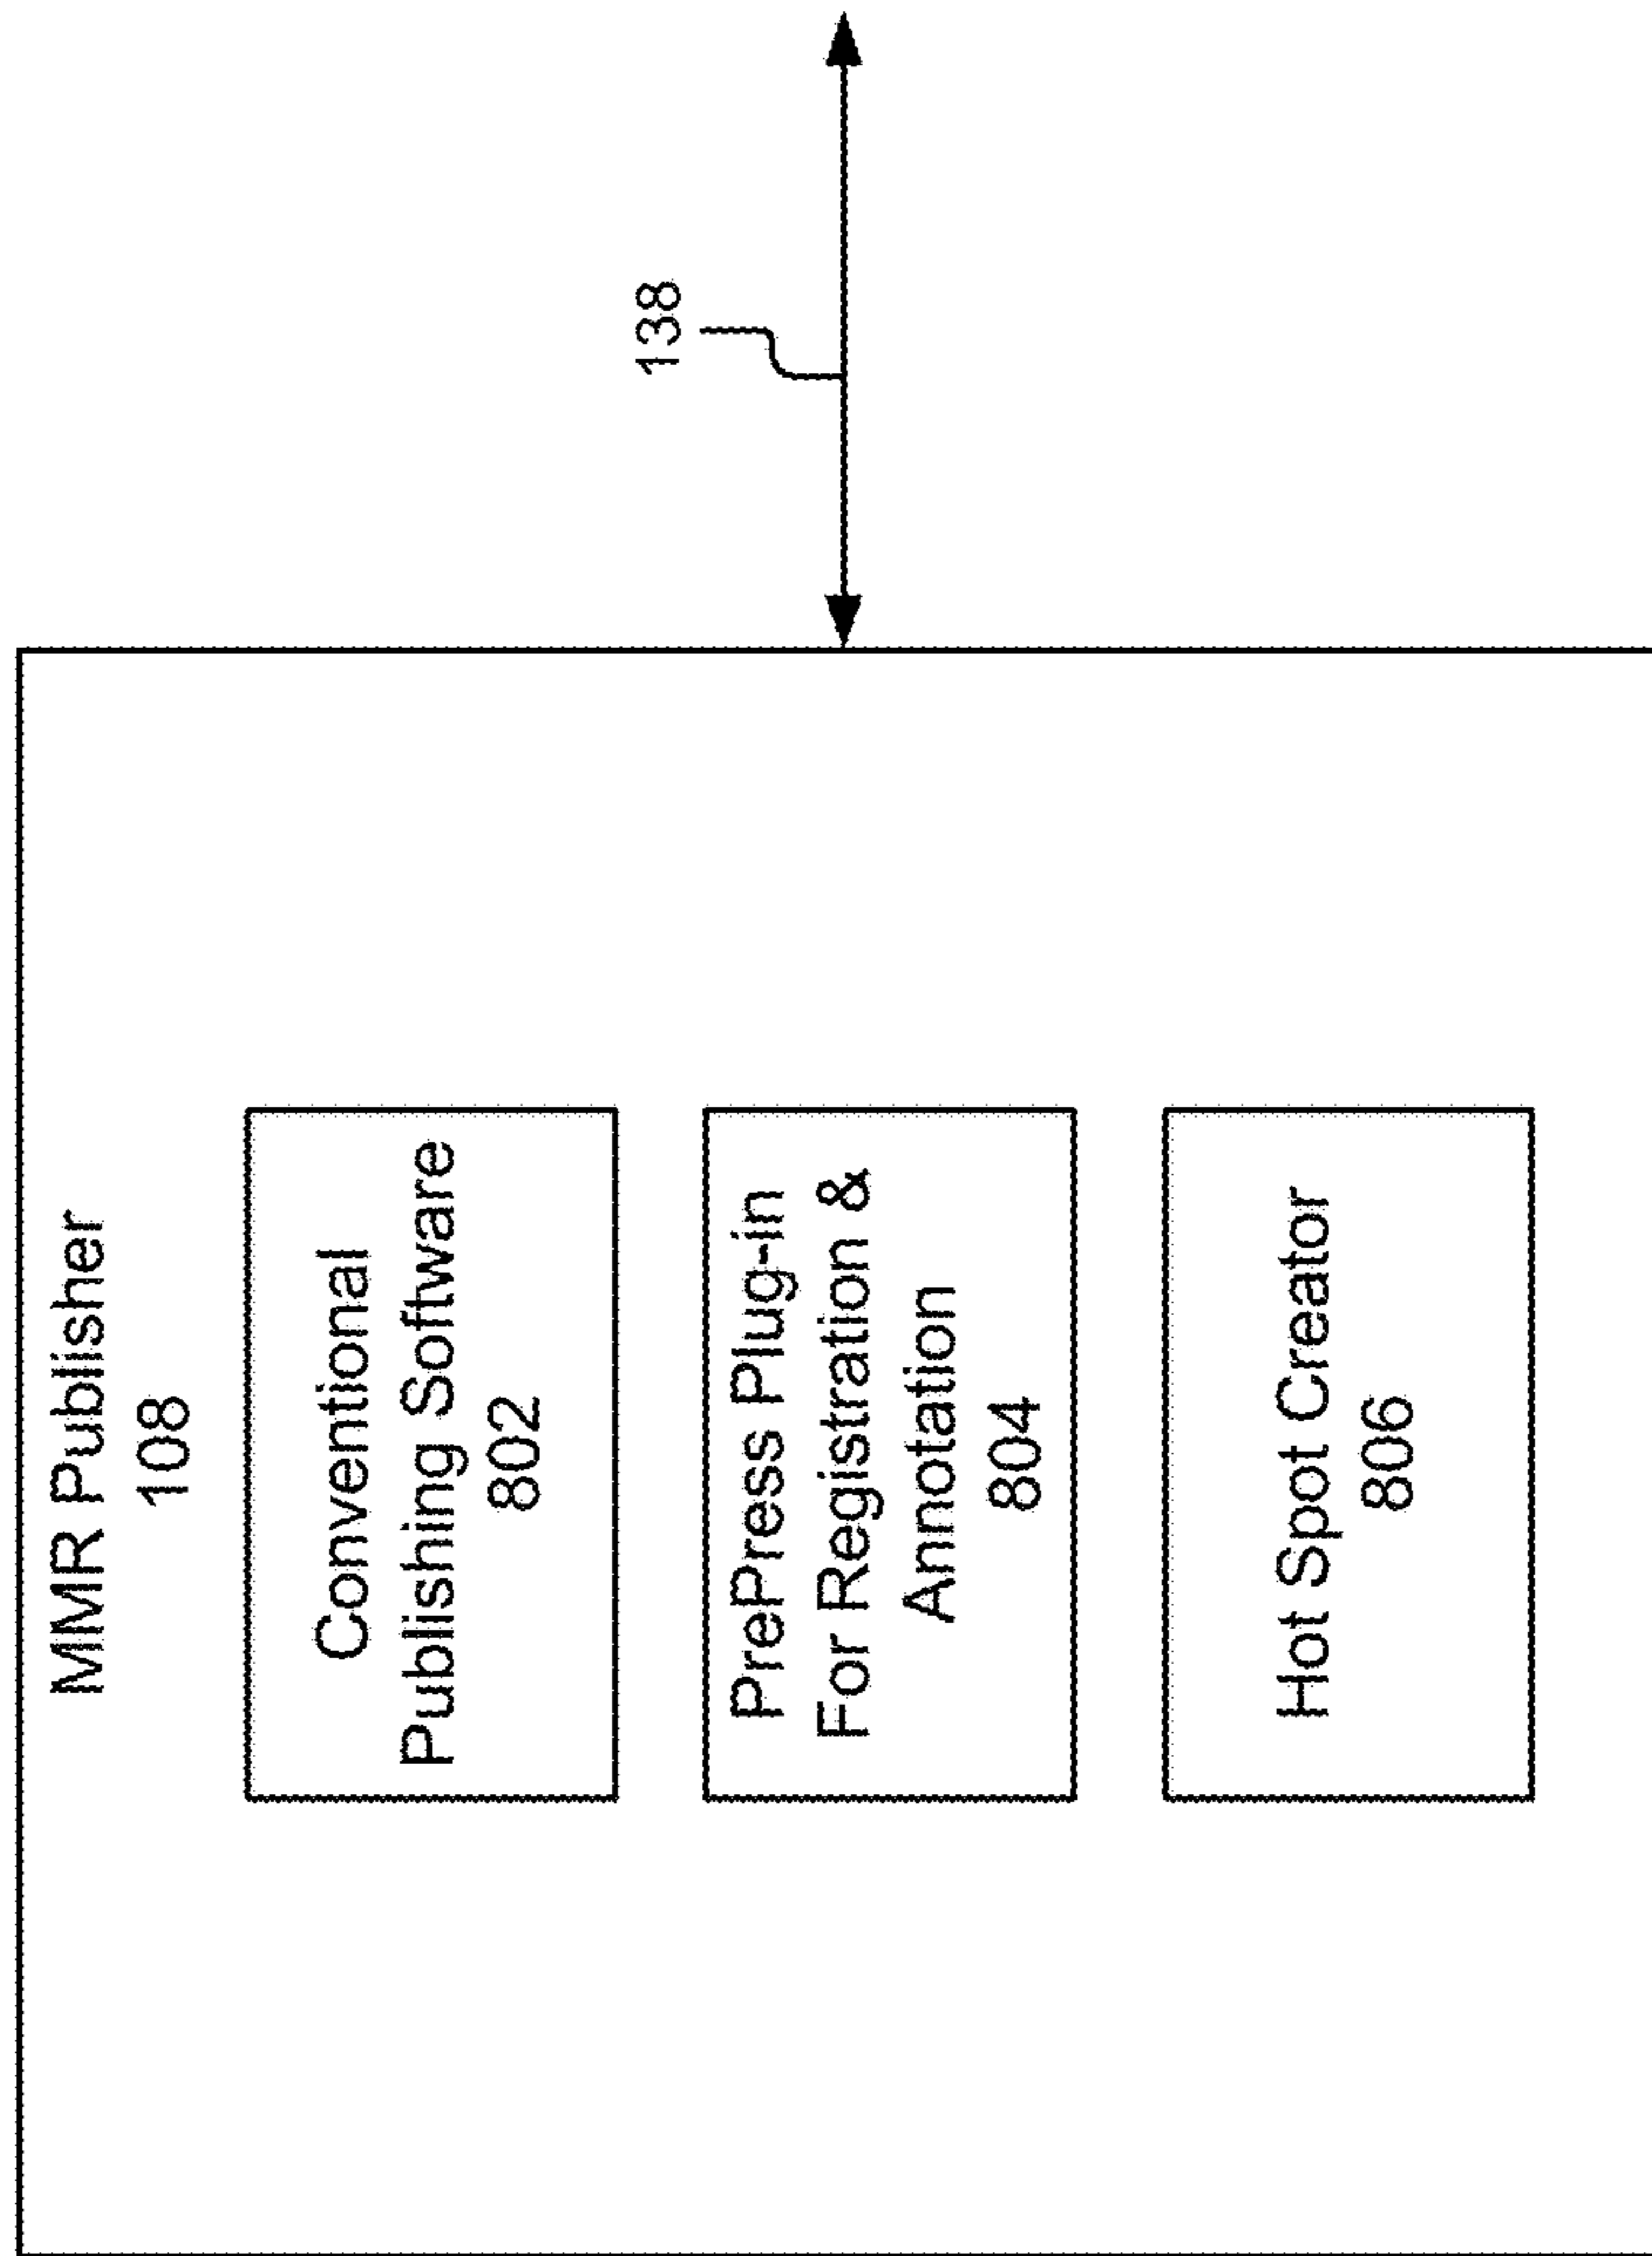 MMR Publisher
108
Conventional
Publishing Software
802
PrePress Plug-in
For Registration &
Annotation
804
Hot Spot Creator
806
138